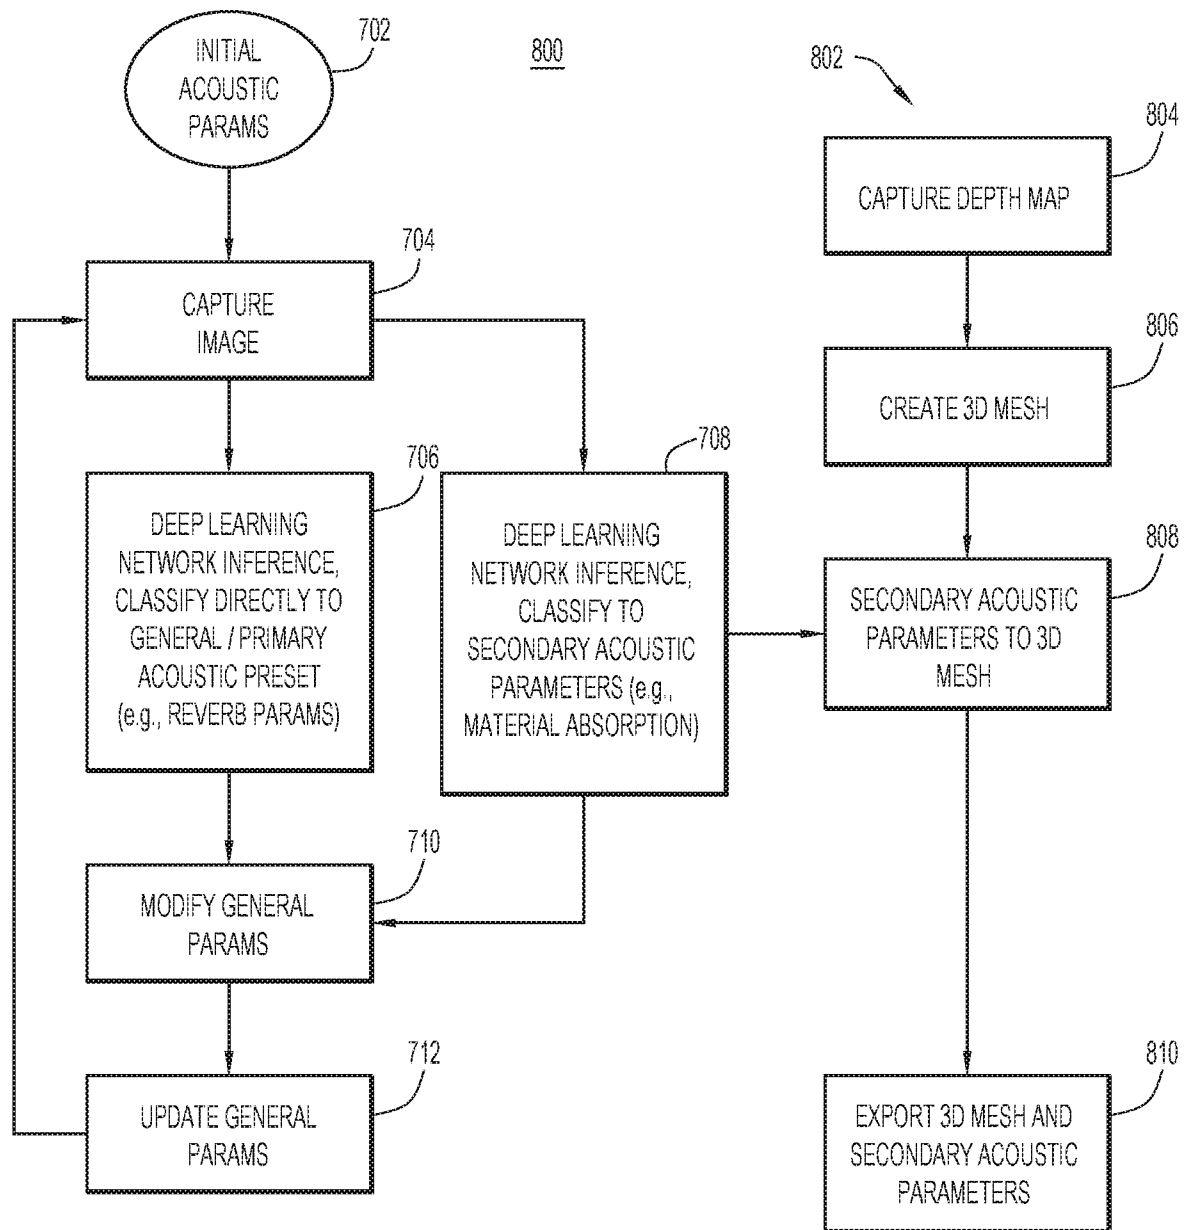 702
INITIAL
ACOUSTIC
PARAMS
800
802
704
CAPTURE
IMAGE
706
DEEP LEARNING
NETWORK INFERENCE,
CLASSIFY DIRECTLY TO
GENERAL / PRIMARY
ACOUSTIC PRESET
(e.g., REVERB PARAMS)
708
DEEP LEARNING
NETWORK INFERENCE,
CLASSIFY TO
SECONDARY ACOUSTIC
PARAMETERS (e.g.,
MATERIAL ABSORPTION)
710
MODIFY GENERAL
PARAMS
712
UPDATE GENERAL
PARAMS
804
CAPTURE DEPTH MAP
806
CREATE 3D MESH
808
SECONDARY ACOUSTIC
PARAMETERS TO 3D
MESH
810
EXPORT 3D MESH AND
SECONDARY ACOUSTIC
PARAMETERS